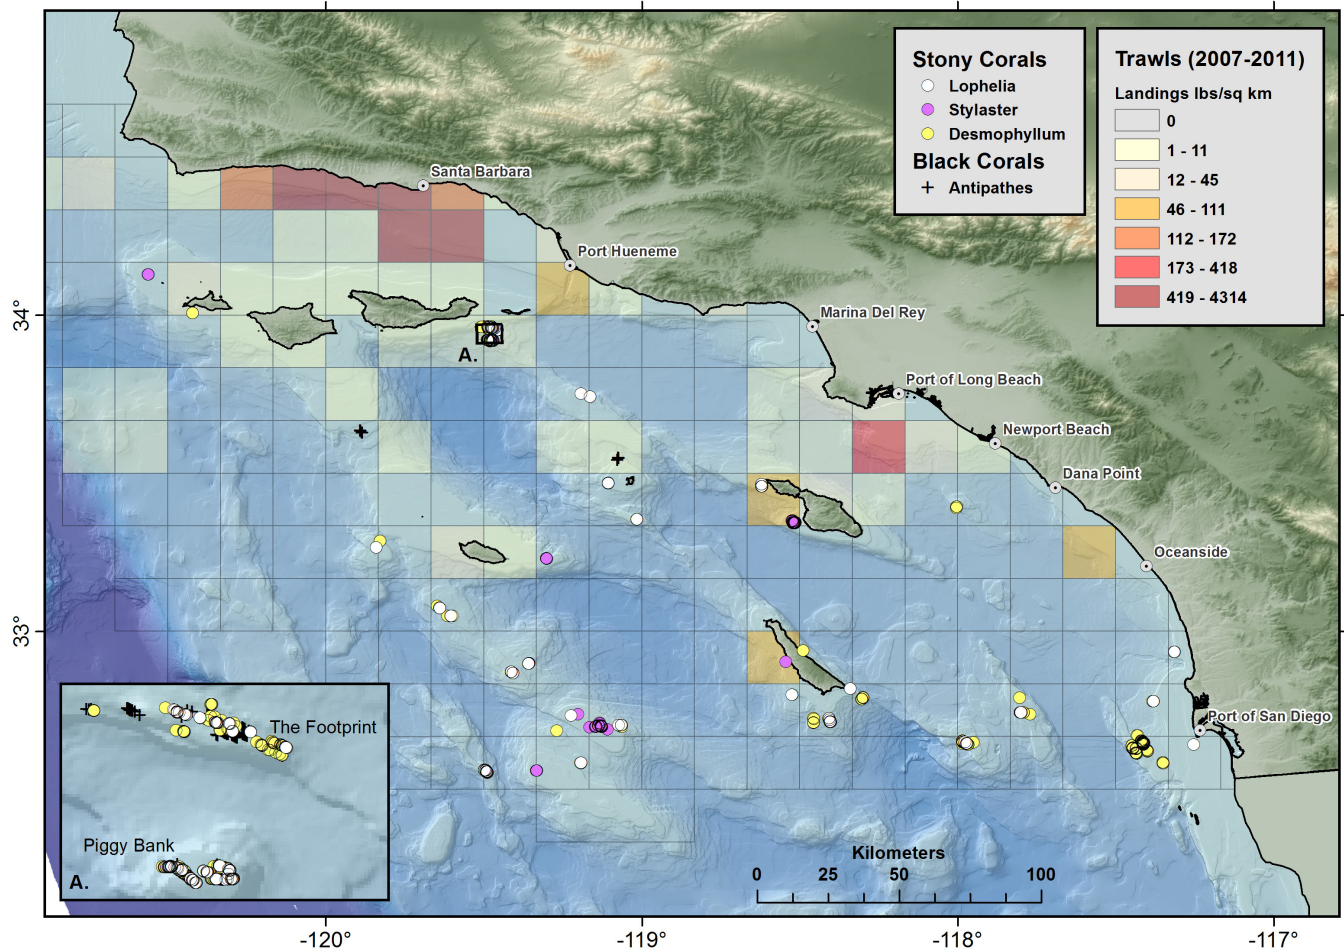 Stony Corals
Lophelia
Stylaster
Desmophyllum
Black Corals
Antipathes
Trawls (2007-2011)
Landings lbs/sq km
0
1 - 11
12 - 45
46 - 111
112 - 172
173 - 418
419 - 4314
Santa Barbara
Port Hueneme
Marina Del Rey
Port of Long Beach
Newport Beach
Dana Point
Oceanside
Port of San Diego
34°
33°
A.
The Footprint
Piggy Bank
A.
Kilometers
0 25 50 100
-120° -119° -118° -117°